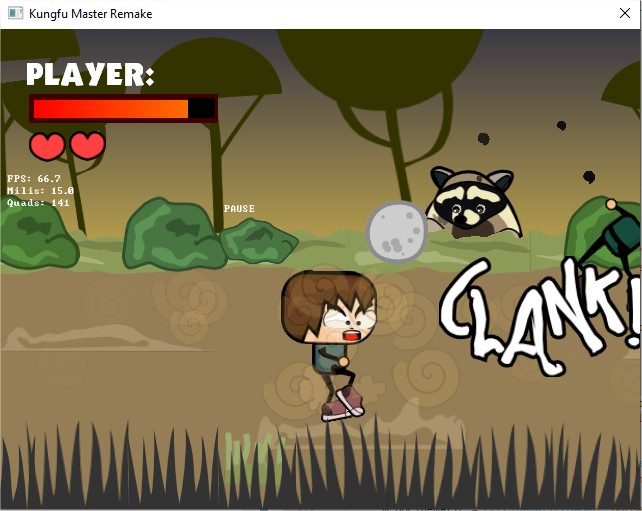 Kungfu Master Remake
PLAYER:
FPS: 66.7
Milis: 15.0
Quads: 141
PAUSE
CLANK!